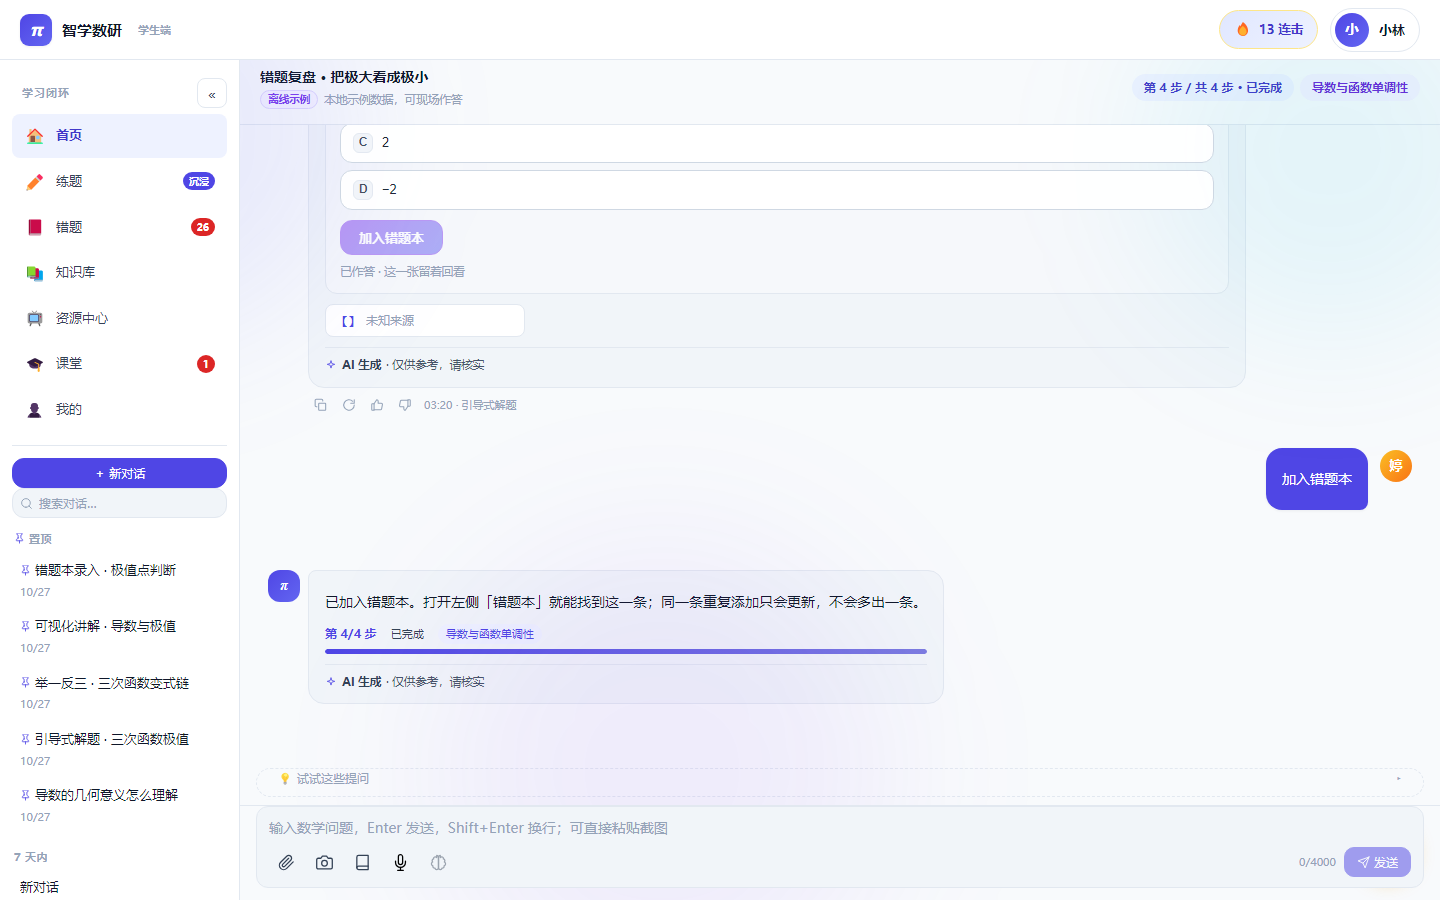 π 智学数研 学生端
13 连击
小 小林
学习闭环
«
首页
练题 沉浸
错题 26
知识库
资源中心
课堂 1
我的
+ 新对话
搜索对话...
置顶
错题本录入 · 极值点判断
10/27
可视化讲解 · 导数与极值
10/27
举一反三 · 三次函数变式链
10/27
引导式解题 · 三次函数极值
10/27
导数的几何意义怎么理解
10/27
7 天内
新对话
错题复盘 • 把极大看成极小
离线示例 本地示例数据，可现场作答
第 4 步 / 共 4 步 • 已完成
导数与函数单调性
C 2
D −2
加入错题本
已作答 · 这一张留着回看
【】 未知来源
AI 生成 · 仅供参考，请核实
03:20 · 引导式解题
加入错题本
婷
π
已加入错题本。打开左侧「错题本」就能找到这一条；同一条重复添加只会更新，不会多出一条。
第 4/4 步 已完成 导数与函数单调性
AI 生成 · 仅供参考，请核实
试试这些提问
输入数学问题，Enter 发送，Shift+Enter 换行；可直接粘贴截图
0/4000
发送